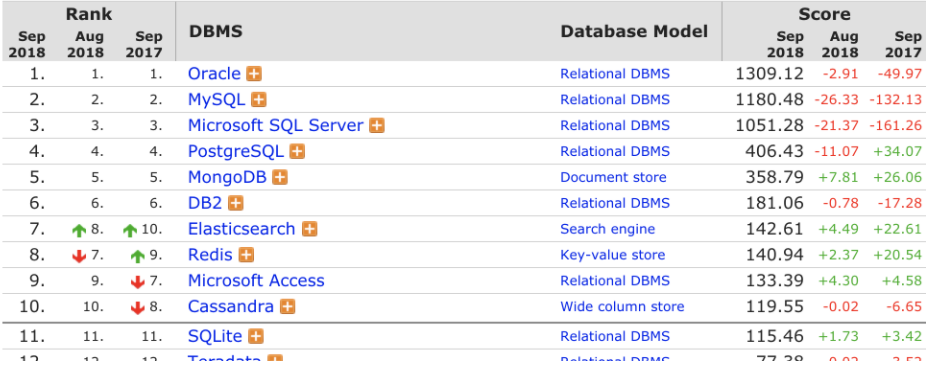 Rank Score
Sep Aug Sep DBMS Database Model Sep Aug Sep
2018 2018 2017 2018 2018 2017
1. 1. 1. Oracle Relational DBMS 1309.12 -2.91 -49.97
2. 2. 2. MySQL Relational DBMS 1180.48 -26.33 -132.13
3. 3. 3. Microsoft SQL Server Relational DBMS 1051.28 -21.37 -161.26
4. 4. 4. PostgreSQL Relational DBMS 406.43 -11.07 +34.07
5. 5. 5. MongoDB Document store 358.79 +7.81 +26.06
6. 6. 6. DB2 Relational DBMS 181.06 -0.78 -17.28
7. 8. 10. Elasticsearch Search engine 142.61 +4.49 +22.61
8. 7. 9. Redis Key-value store 140.94 +2.37 +20.54
9. 9. 7. Microsoft Access Relational DBMS 133.39 +4.30 +4.58
10. 10. 8. Cassandra Wide column store 119.55 -0.02 -6.65
11. 11. 11. SQLite Relational DBMS 115.46 +1.73 +3.42
12. 12. 12. Teradata Relational DBMS 77.38